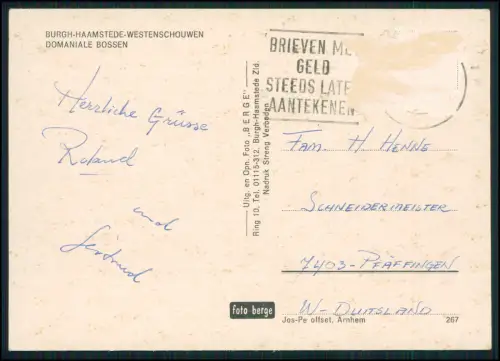 BURGH-HAAMSTEDE-WESTENSCHOUWEN
DOMANIALE BOSSEN
Herzliche Grüsse
Roland
und
Gertrud
Uitg. en Opn. Foto „BERGE"
Ring 10, Tel. 01115-312, Burgh-Haamstede Zld.
Nadruk Streng Verboden
BRIEVEN M
GELD
STEEDS LATE
AANTEKENEN
FAM. H HENNE
SCHNEIDERMEISTER
7403-PFÄFFINGEN
W-DUITSLAND
foto berge
Jos-Pe offset, Arnhem 267